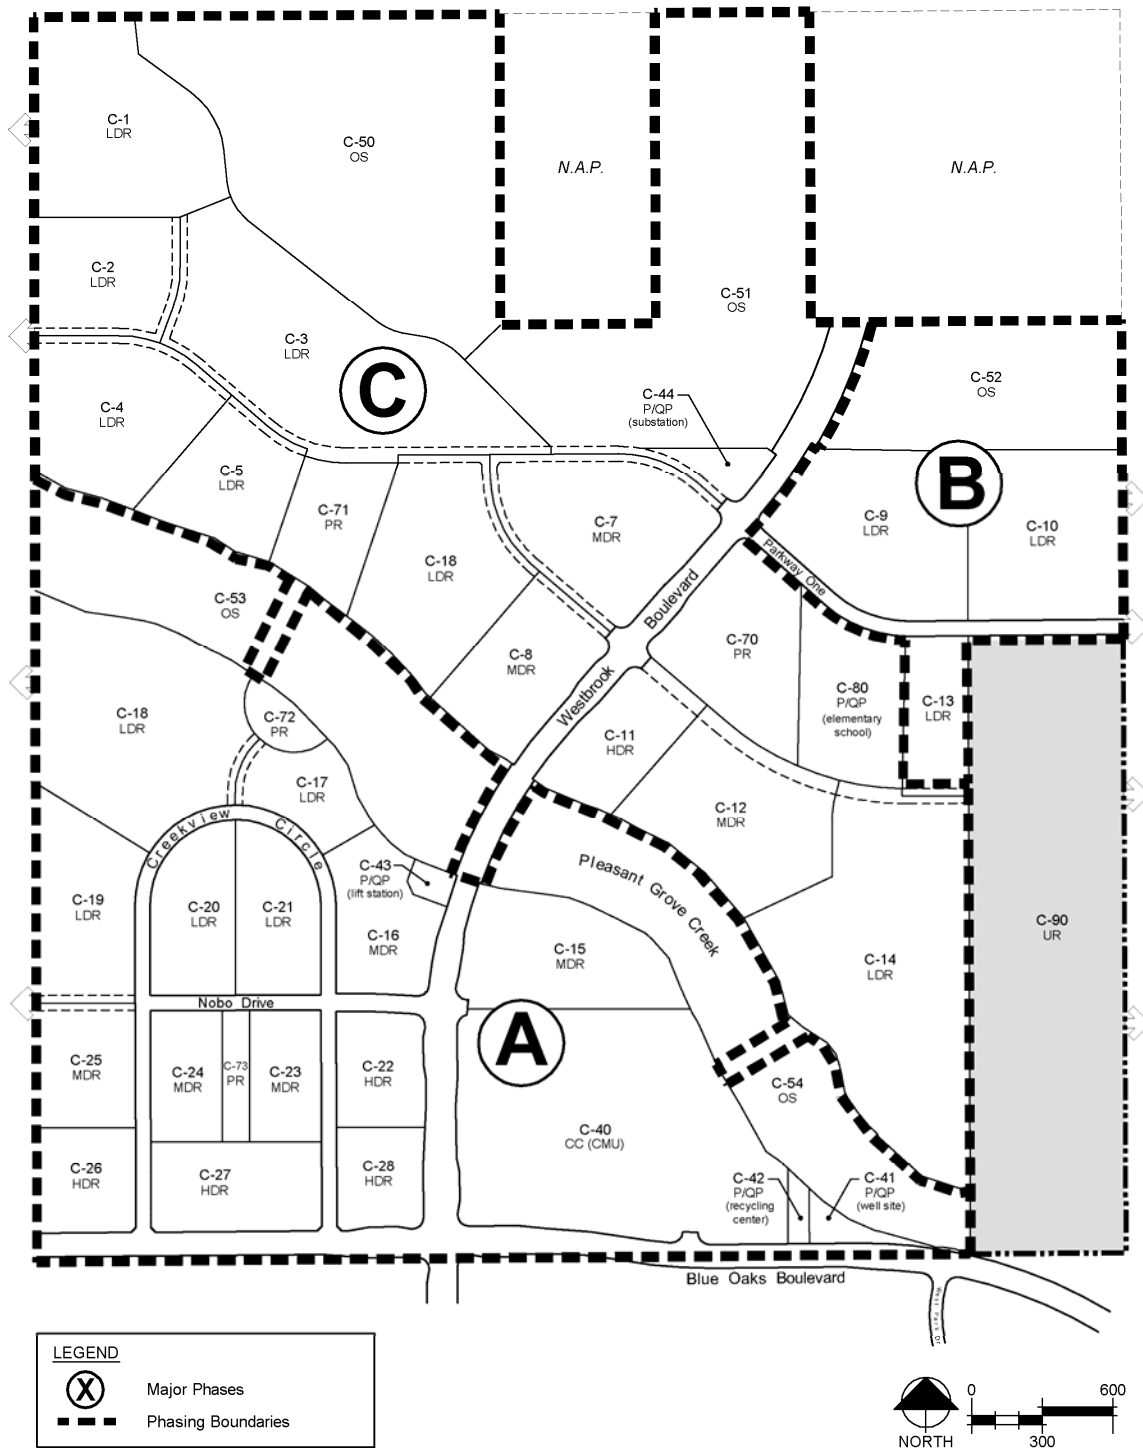 C-1
LDR
C-50
OS
N.A.P.
N.A.P.
C-2
LDR
C-51
OS
C-3
LDR
C
C-52
OS
C-44
P/QP
(substation)
C-4
LDR
B
C-5
LDR
C-71
PR
C-7
MDR
C-9
LDR
C-10
LDR
C-18
LDR
Parkway One
C-53
OS
Westbrook Boulevard
C-70
PR
C-8
MDR
C-80
P/QP
(elementary
school)
C-13
LDR
C-18
LDR
C-72
PR
C-11
HDR
C-17
LDR
C-12
MDR
Creekview Circle
C-43
P/QP
(lift station)
Pleasant Grove Creek
C-19
LDR
C-20
LDR
C-21
LDR
C-90
UR
C-16
MDR
C-15
MDR
C-14
LDR
Nobo Drive
A
C-25
MDR
C-24
MDR
C-73
PR
C-23
MDR
C-22
HDR
C-54
OS
C-40
CC (CMU)
C-26
HDR
C-27
HDR
C-28
HDR
C-42
P/QP
(recycling
center)
C-41
P/QP
(well site)
Blue Oaks Boulevard
West Park Dr
LEGEND
X
Major Phases
Phasing Boundaries
NORTH
0
600
300